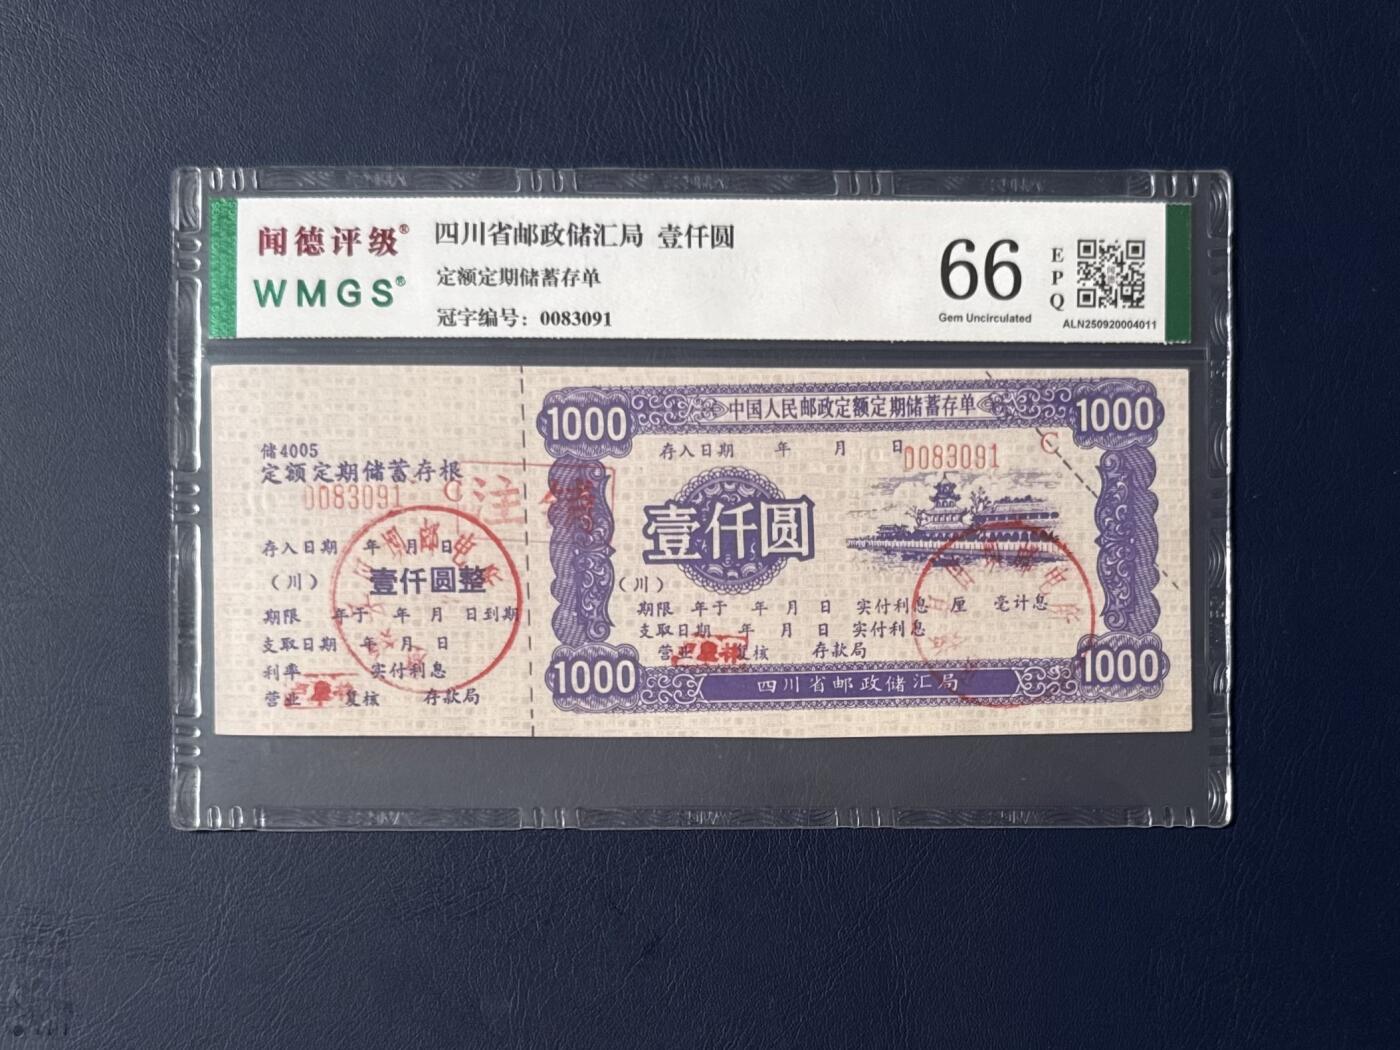 闻德评级®
WMGS®
四川省邮政储汇局 壹仟圆
定额定期储蓄存单
冠字编号：0083091
66
EPQ
Gem Uncirculated
ALN250920004011
储4005
定额定期储蓄存根
0083091 C
注销
存入日期 年 月 日
（川） 壹仟圆整
期限 年于 年 月 日到期
支取日期 年 月 日
利率 实付利息
营业 复核 存款局
1000 中国人民邮政定额定期储蓄存单 1000
存入日期 年 月 日
0083091 C
壹仟圆
（川）
期限 年于 年 月 日 实付利息 厘 毫计息
支取日期 年 月 日 实付利息
营业 复核 存款局
1000 四川省邮政储汇局 1000